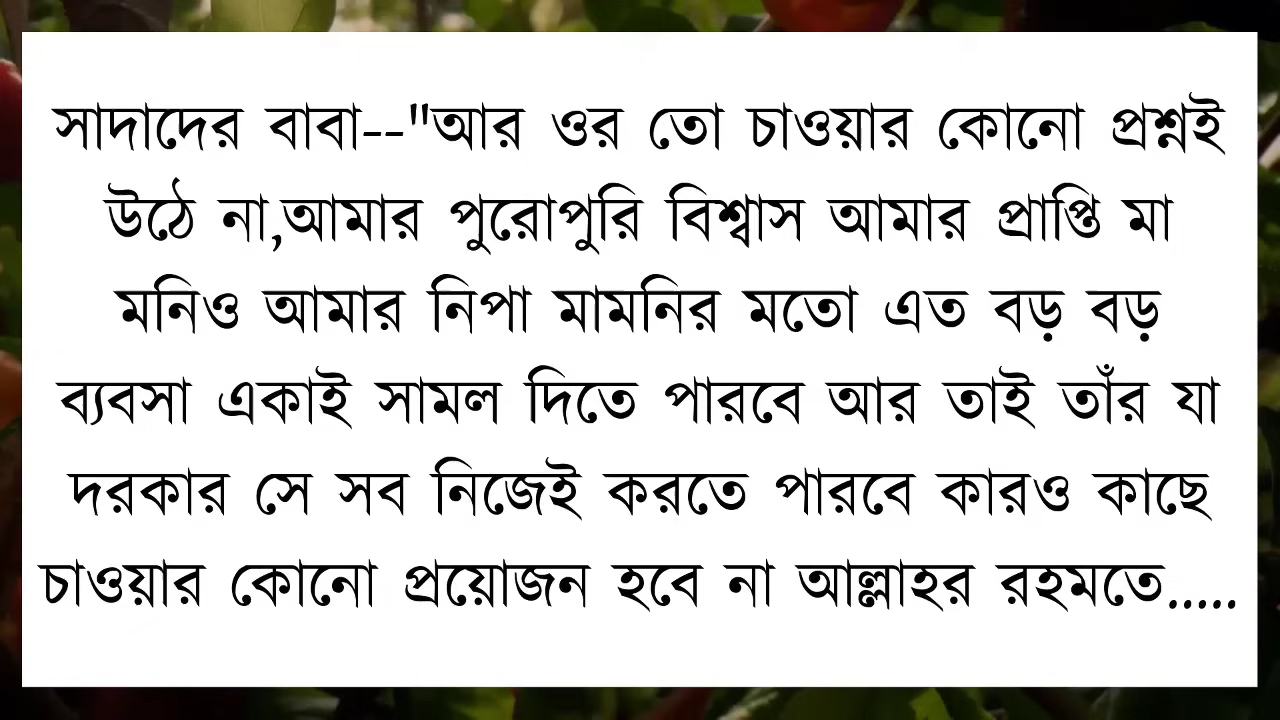 সাদাদের বাবা--"আর ওর তো চাওয়ার কোনো প্রশ্নই
উঠে না,আমার পুরোপুরি বিশ্বাস আমার প্রাপ্তি মা
মনিও আমার নিপা মামনির মতো এত বড় বড়
ব্যবসা একাই সামল দিতে পারবে আর তাই তাঁর যা
দরকার সে সব নিজেই করতে পারবে কারও কাছে
চাওয়ার কোনো প্রয়োজন হবে না আল্লাহর রহমতে.....